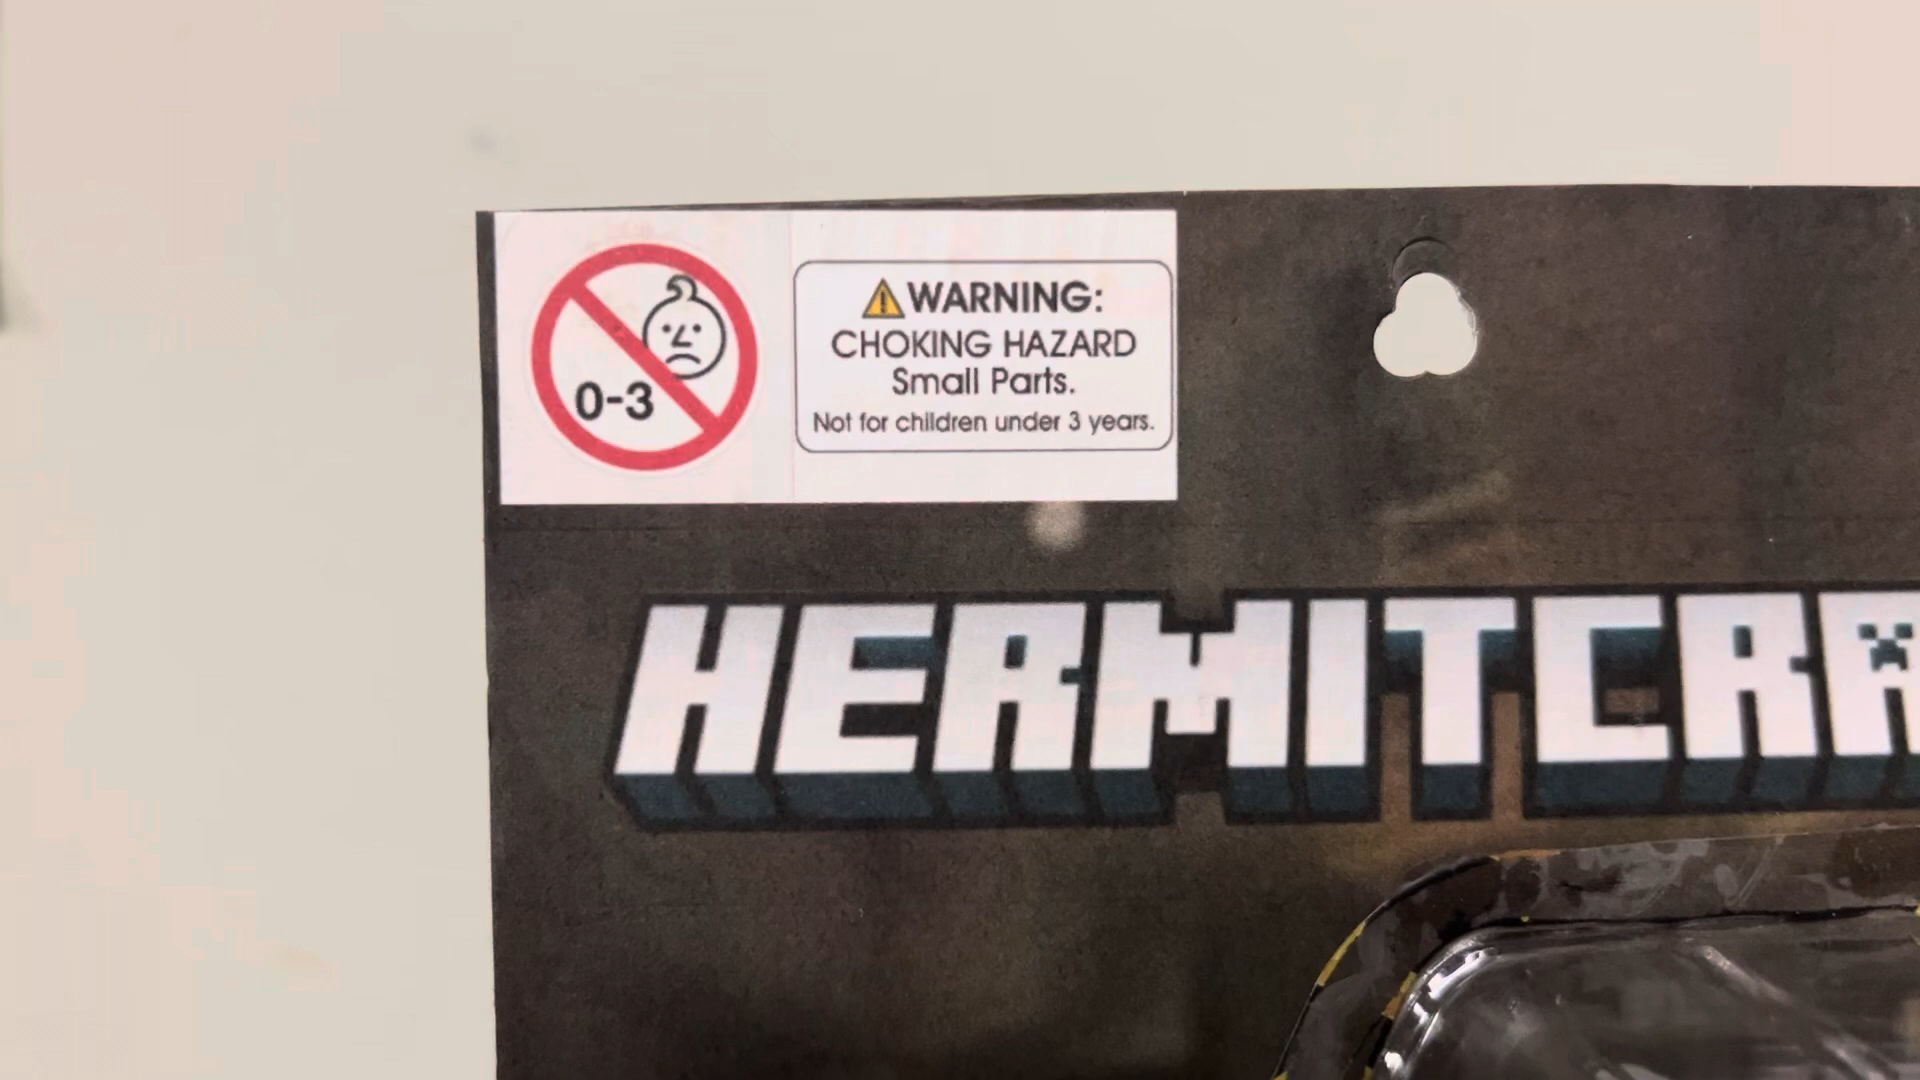 0-3
WARNING:
CHOKING HAZARD
Small Parts.
Not for children under 3 years.
HERMITCRA